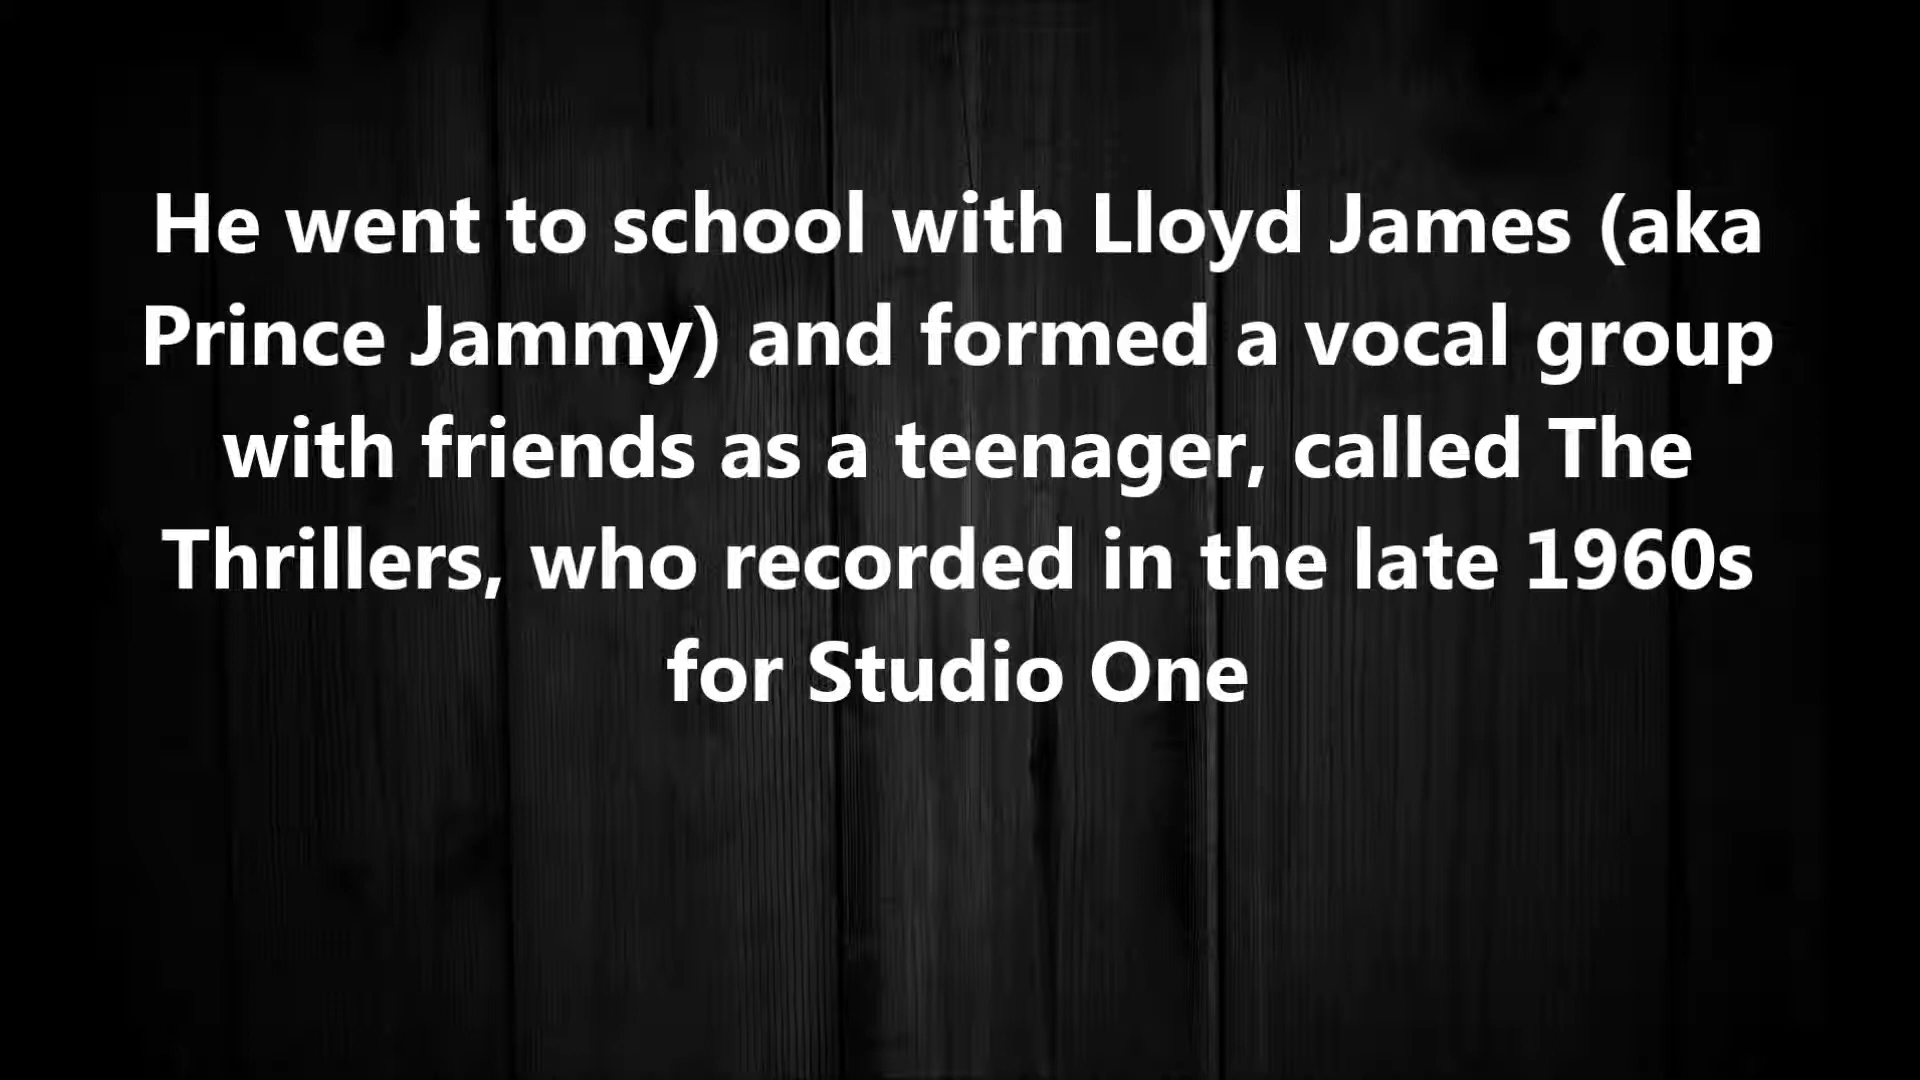 He went to school with Lloyd James (aka
Prince Jammy) and formed a vocal group
with friends as a teenager, called The
Thrillers, who recorded in the late 1960s
for Studio One